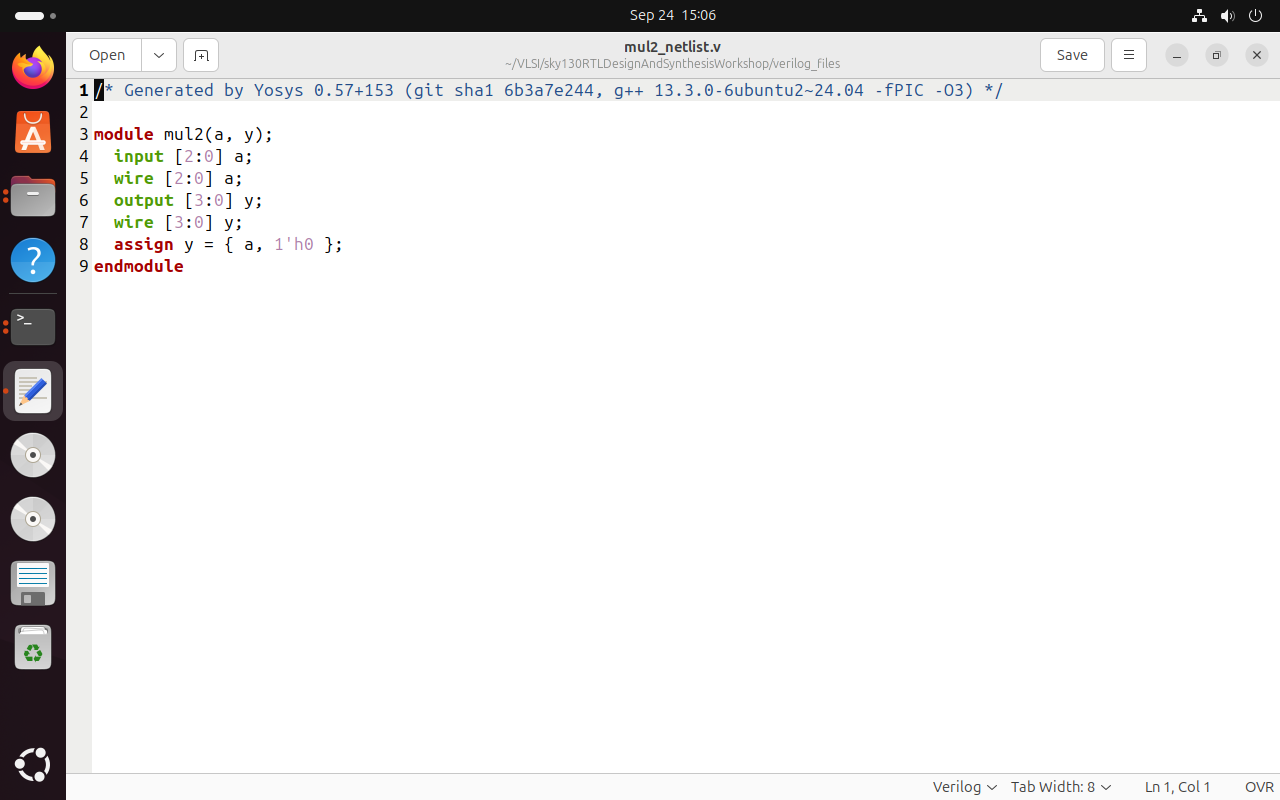 Sep 24 15:06
Open
mul2_netlist.v
~/VLSI/sky130RTLDesignAndSynthesisWorkshop/verilog_files
Save
1 /* Generated by Yosys 0.57+153 (git sha1 6b3a7e244, g++ 13.3.0-6ubuntu2~24.04 -fPIC -O3) */
2
3 module mul2(a, y);
4   input [2:0] a;
5   wire [2:0] a;
6   output [3:0] y;
7   wire [3:0] y;
8   assign y = { a, 1'h0 };
9 endmodule
Verilog Tab Width: 8 Ln 1, Col 1 OVR